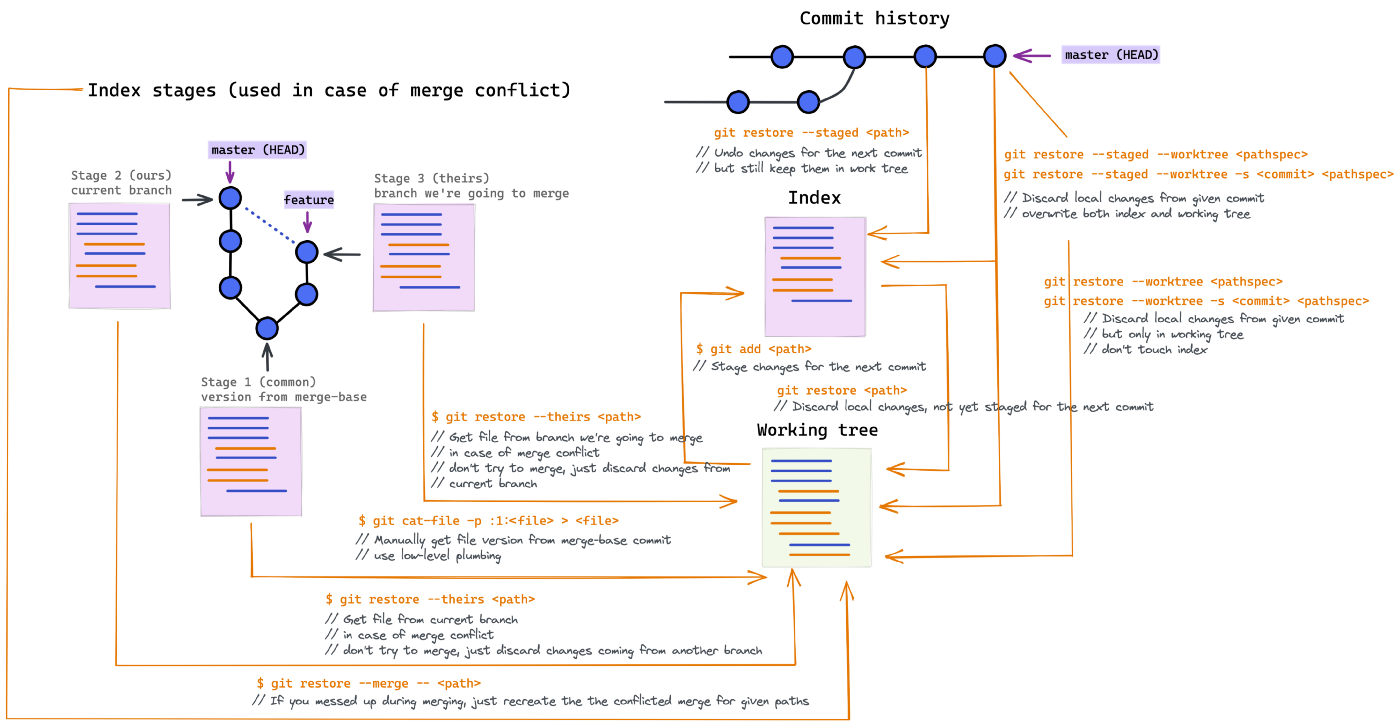 Commit history
master (HEAD)
Index stages (used in case of merge conflict)
master (HEAD)
Stage 2 (ours)
current branch
Stage 3 (theirs)
branch we're going to merge
feature
git restore --staged <path>
// Undo changes for the next commit
// but still keep them in work tree
git restore --staged --worktree <pathspec>
git restore --staged --worktree -s <commit> <pathspec>
// Discard local changes from given commit
// overwrite both index and working tree
Index
git restore --worktree <pathspec>
git restore --worktree -s <commit> <pathspec>
// Discard local changes from given commit
// but only in working tree
// don't touch index
$ git add <path>
// Stage changes for the next commit
git restore <path>
// Discard local changes, not yet staged for the next commit
Working tree
Stage 1 (common)
version from merge-base
$ git restore --theirs <path>
// Get file from branch we're going to merge
// in case of merge conflict
// don't try to merge, just discard changes from
// current branch
$ git cat-file -p :1:<file> > <file>
// Manually get file version from merge-base commit
// use low-level plumbing
$ git restore --theirs <path>
// Get file from current branch
// in case of merge conflict
// don't try to merge, just discard changes coming from another branch
$ git restore --merge -- <path>
// If you messed up during merging, just recreate the the conflicted merge for given paths